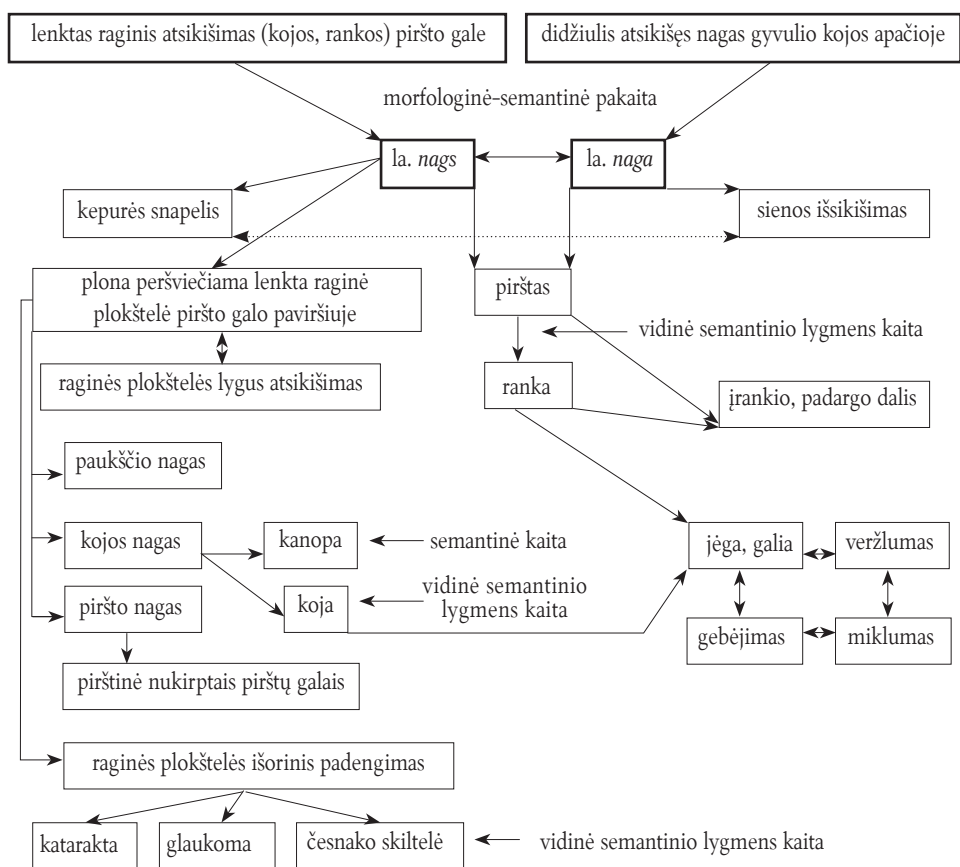 lenktas raginis atsikišimas (kojos, rankos) piršto gale
didžiulis atsikišęs nagas gyvulio kojos apačioje
morfologinė-semantinė pakaita
la. nags
la. naga
kepurės snapelis
sienos išsikišimas
plona peršviečiama lenkta raginė
plokštelė piršto galo paviršiuje
pirštas
vidinė semantinio lygmens kaita
raginės plokštelės lygus atsikišimas
ranka
įrankio, padargo dalis
paukščio nagas
kojos nagas
kanopa
semantinė kaita
jėga, galia
veržlumas
piršto nagas
koja
vidinė semantinio
lygmens kaita
gebėjimas
miklumas
pirštinė nukirptais pirštų galais
raginės plokštelės išorinis padengimas
katarakta
glaukoma
česnako skiltelė
vidinė semantinio lygmens kaita